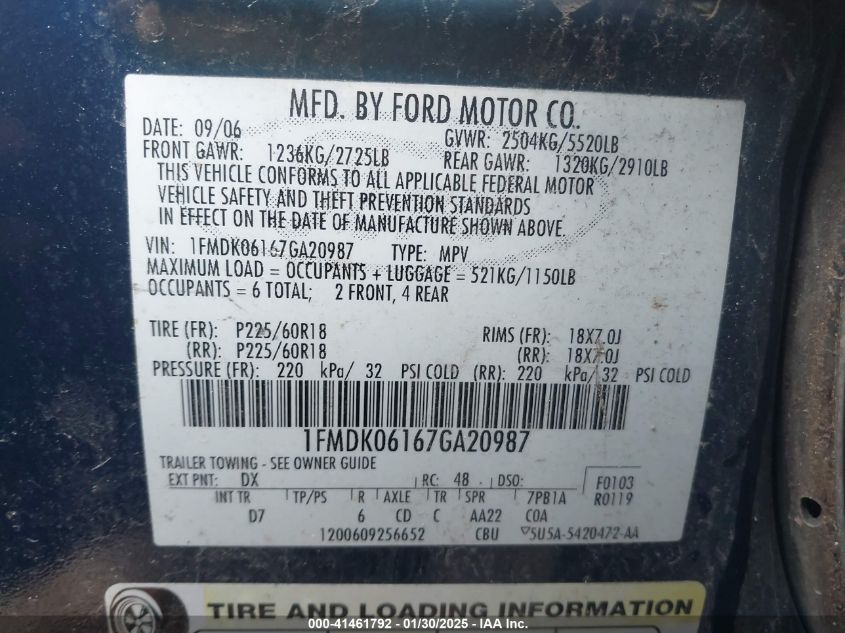 MFD. BY FORD MOTOR CO.
DATE: 09/06 GVWR: 2504KG/5520LB
FRONT GAWR: 1236KG/2725LB REAR GAWR: 1320KG/2910LB
THIS VEHICLE CONFORMS TO ALL APPLICABLE FEDERAL MOTOR
VEHICLE SAFETY AND THEFT PREVENTION STANDARDS
IN EFFECT ON THE DATE OF MANUFACTURE SHOWN ABOVE.
VIN: 1FMDK06167GA20987 TYPE: MPV
MAXIMUM LOAD = OCCUPANTS + LUGGAGE = 521KG/1150LB
OCCUPANTS = 6 TOTAL; 2 FRONT, 4 REAR
TIRE (FR): P225/60R18 RIMS (FR): 18X7.0J
(RR): P225/60R18 (RR): 18X7.0J
PRESSURE (FR): 220 kPa/ 32 PSI COLD (RR): 220 kPa/ 32 PSI COLD
1FMDK06167GA20987
TRAILER TOWING - SEE OWNER GUIDE
EXT PNT: DX RC: 48 DSO: F0103
INT TR TP/PS R AXLE TR SPR 7PB1A R0119
D7 6 CD C AA22 COA
1200609256652 CBU 5U5A-5420472-AA
TIRE AND LOADING INFORMATION
000-41461792 - 01/30/2025 - IAA Inc.